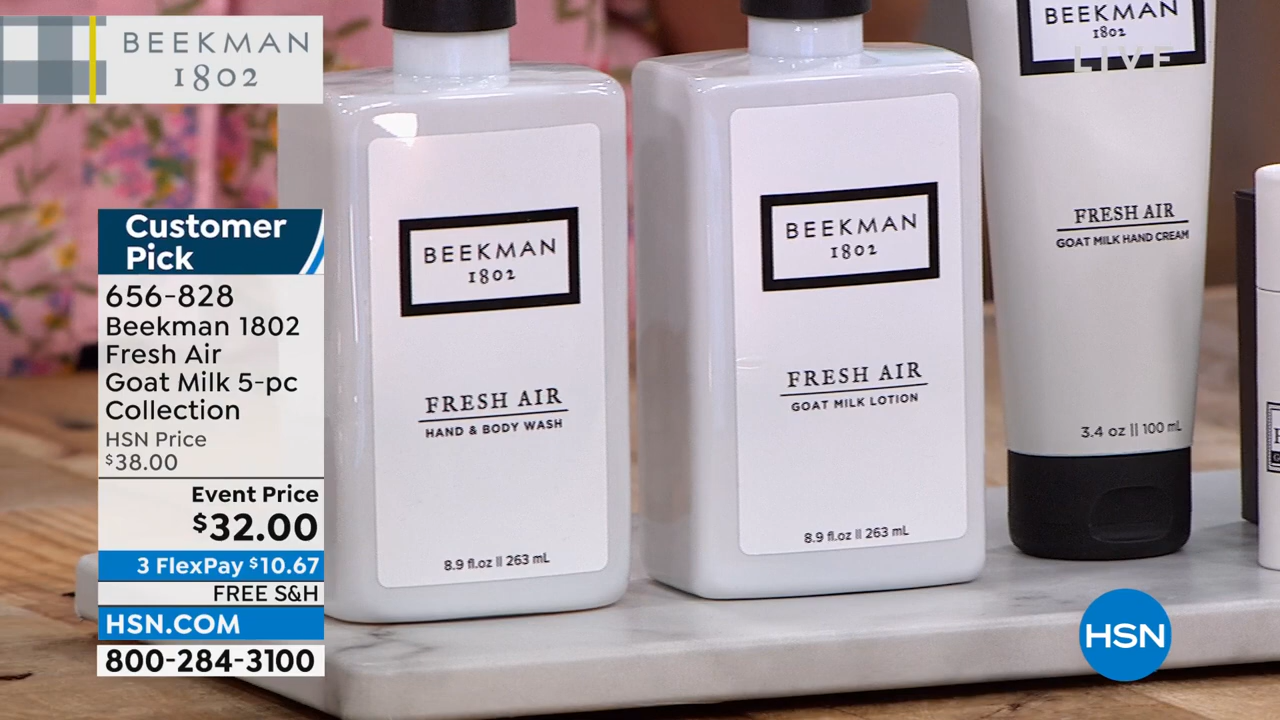 BEEKMAN
1802
Customer
Pick
656-828
Beekman 1802
Fresh Air
Goat Milk 5-pc
Collection
HSN Price
$38.00
Event Price
$32.00
3 FlexPay $10.67
FREE S&H
HSN.COM
800-284-3100
BEEKMAN
1802
FRESH AIR
HAND & BODY WASH
8.9 fl.oz || 263 mL
BEEKMAN
1802
FRESH AIR
GOAT MILK LOTION
8.9 fl.oz || 263 mL
BEEKMAN
1802
LIVE
FRESH AIR
GOAT MILK HAND CREAM
3.4 oz || 100 mL
HSN